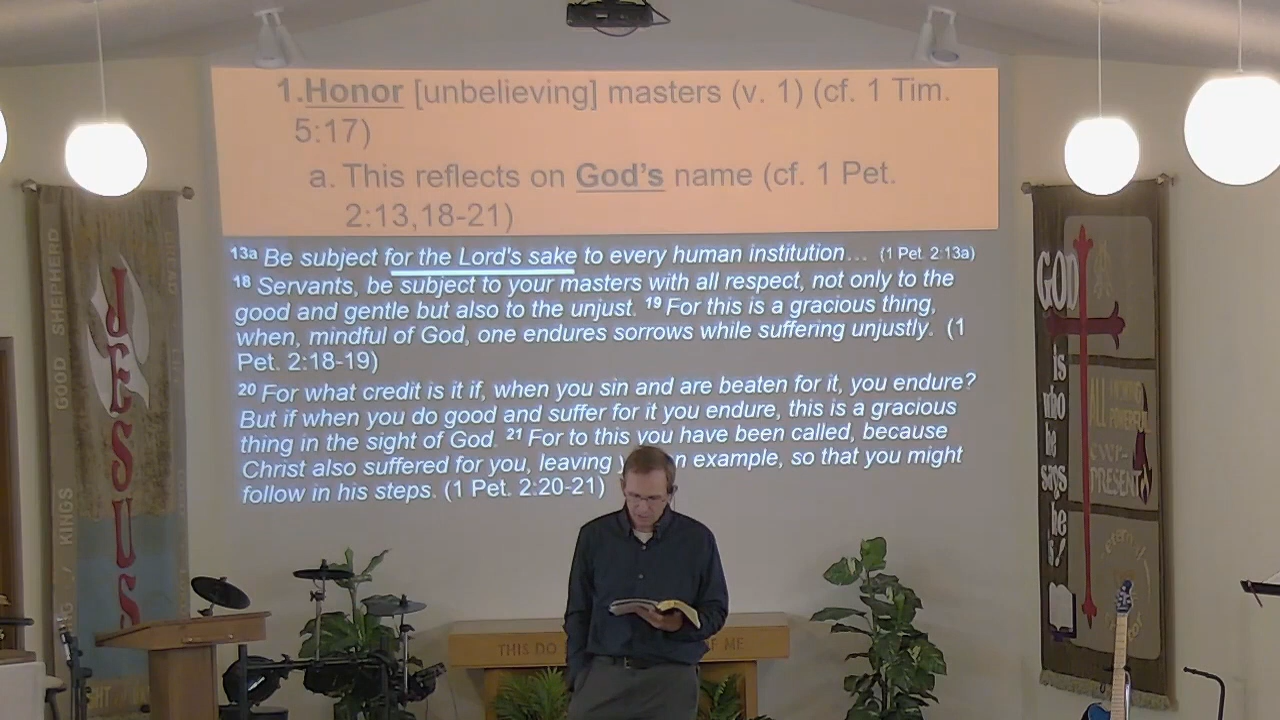 1.Honor [unbelieving] masters (v. 1) (cf. 1 Tim.
5:17)
a. This reflects on God's name (cf. 1 Pet.
2:13,18-21)
13a Be subject for the Lord's sake to every human institution... (1 Pet. 2:13a)
18 Servants, be subject to your masters with all respect, not only to the
good and gentle but also to the unjust. 19 For this is a gracious thing,
when, mindful of God, one endures sorrows while suffering unjustly. (1
Pet. 2:18-19)
20 For what credit is it if, when you sin and are beaten for it, you endure?
But if when you do good and suffer for it you endure, this is a gracious
thing in the sight of God. 21 For to this you have been called, because
Christ also suffered for you, leaving an example, so that you might
follow in his steps. (1 Pet. 2:20-21)
GOOD SHEPHERD
KINGS
JESUS
GOD
is
who
he
says
he
is!
ALL KNOWING
ALL POWERFUL
EVER-
PRESENT
THIS DO OF ME